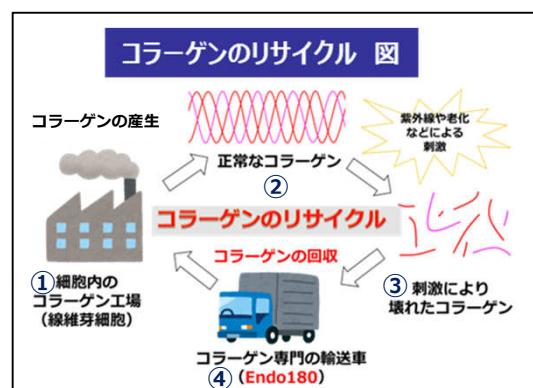 コラーゲンのリサイクル 図
コラーゲンの産生
紫外線や老化
などによる
刺激
正常なコラーゲン
②
コラーゲンのリサイクル
コラーゲンの回収
①細胞内の
コラーゲン工場
(線維芽細胞)
③刺激により
壊れたコラーゲン
コラーゲン専門の輸送車
④(Endo180)